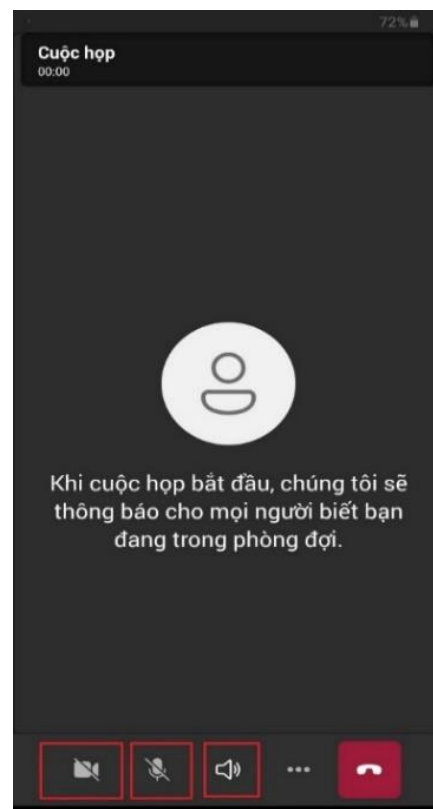 72%
Cuộc họp
00:00
Khi cuộc họp bắt đầu, chúng tôi sẽ
thông báo cho mọi người biết bạn
đang trong phòng đợi.